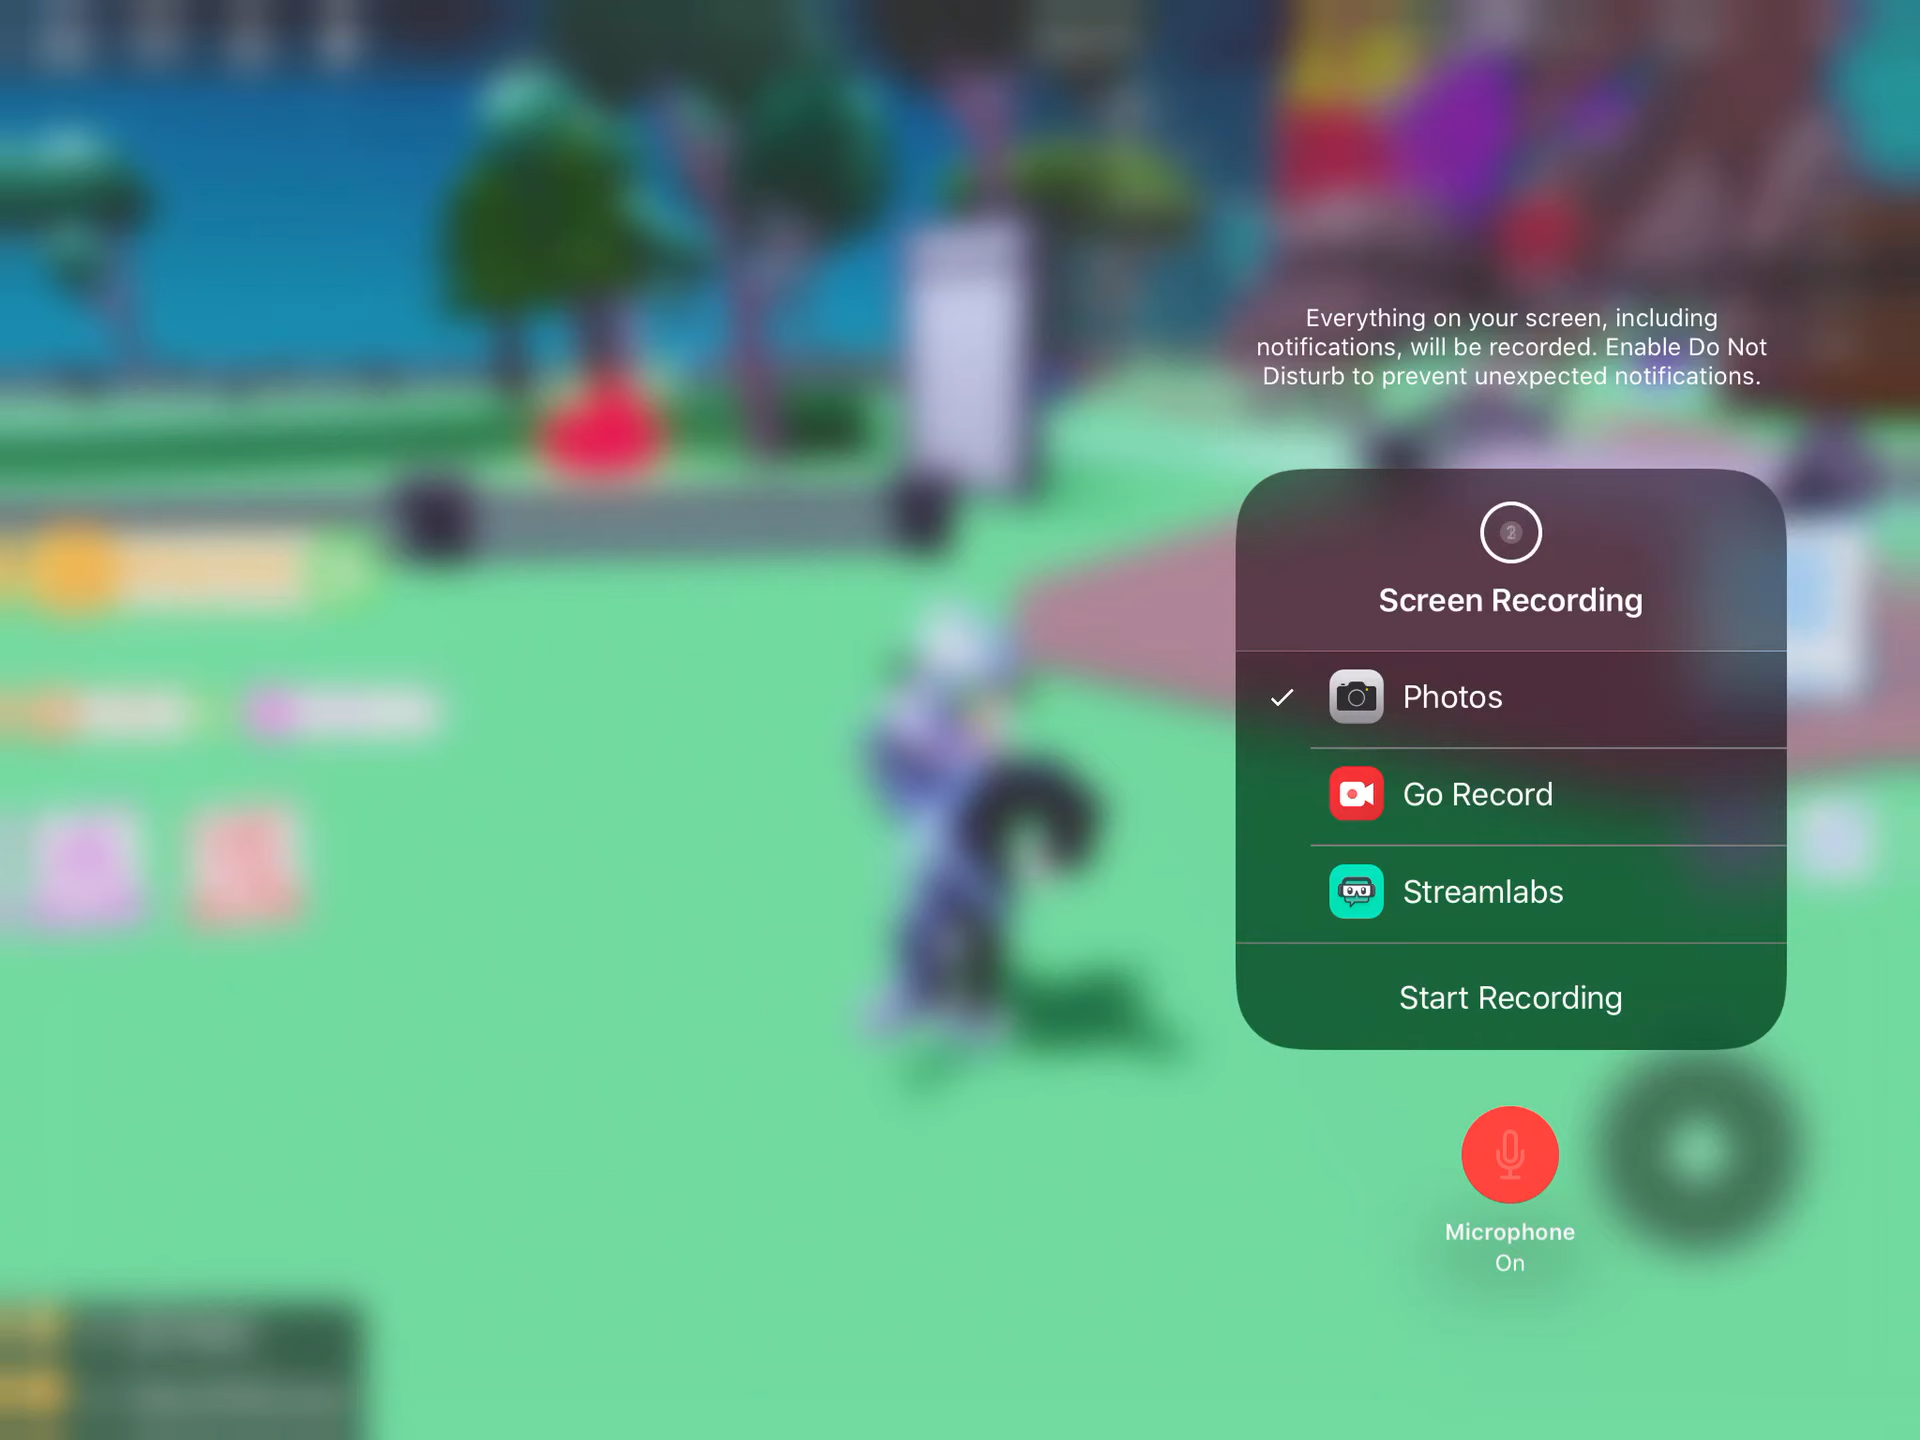 Everything on your screen, including
notifications, will be recorded. Enable Do Not
Disturb to prevent unexpected notifications.
2
Screen Recording
Photos
Go Record
Streamlabs
Start Recording
Microphone
On